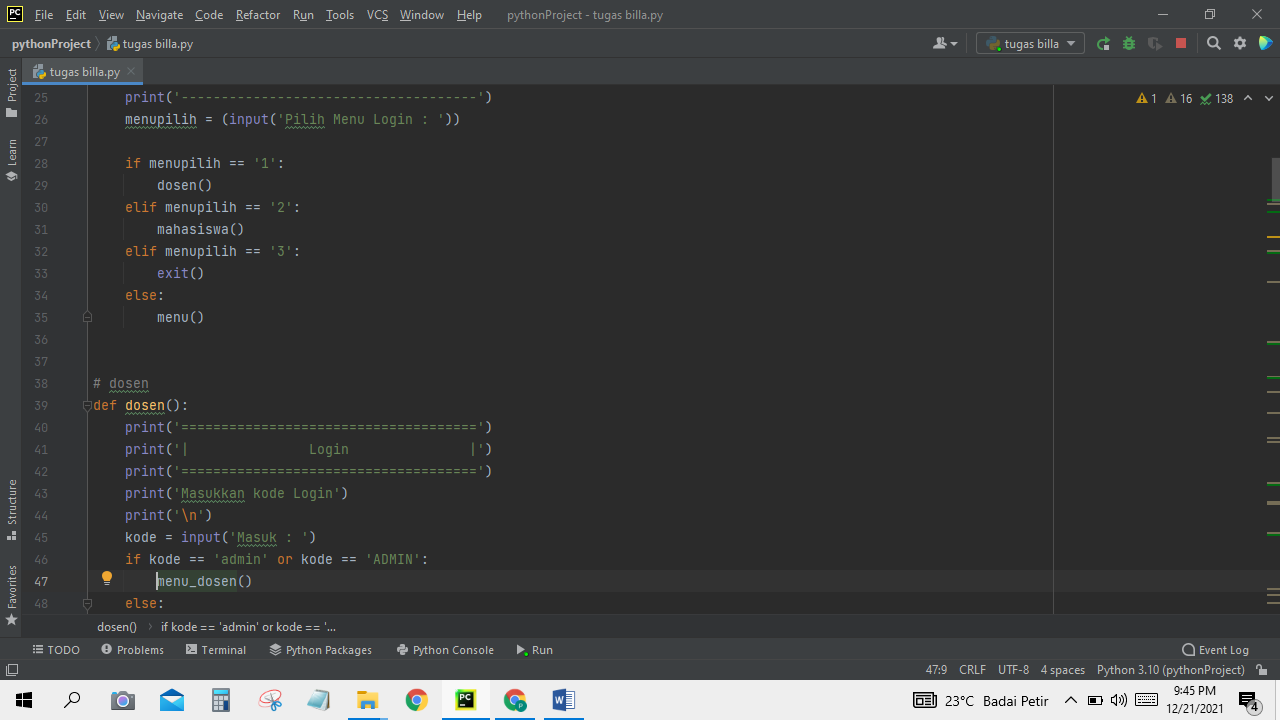 PC File Edit View Navigate Code Refactor Run Tools VCS Window Help pythonProject - tugas billa.py
pythonProject tugas billa.py tugas billa
tugas billa.py
Project
Learn
Structure
Favorites
1 16 138
25 print('-------------------------------------')
26 menupilih = (input('Pilih Menu Login : '))
27
28 if menupilih == '1':
29 dosen()
30 elif menupilih == '2':
31 mahasiswa()
32 elif menupilih == '3':
33 exit()
34 else:
35 menu()
36
37
38 # dosen
39 def dosen():
40 print('=====================================')
41 print('|               Login               |')
42 print('=====================================')
43 print('Masukkan kode Login')
44 print('\n')
45 kode = input('Masuk : ')
46 if kode == 'admin' or kode == 'ADMIN':
47 menu_dosen()
48 else:
dosen() if kode == 'admin' or kode == '...
TODO Problems Terminal Python Packages Python Console Run Event Log
47:9 CRLF UTF-8 4 spaces Python 3.10 (pythonProject)
PC P W 23°C Badai Petir 9:45 PM
12/21/2021 4